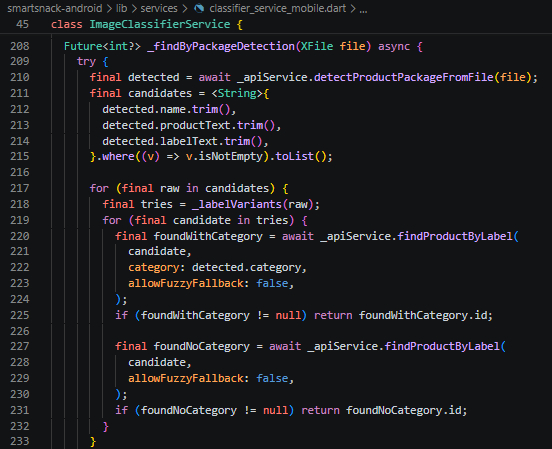 smartsnack-android > lib > services > classifier_service_mobile.dart > ...
45 class ImageClassifierService {
208 Future<int?> _findByPackageDetection(XFile file) async {
209 try {
210 final detected = await _apiService.detectProductPackageFromFile(file);
211 final candidates = <String>{
212 detected.name.trim(),
213 detected.productText.trim(),
214 detected.labelText.trim(),
215 }.where((v) => v.isNotEmpty).toList();
216
217 for (final raw in candidates) {
218 final tries = _labelVariants(raw);
219 for (final candidate in tries) {
220 final foundWithCategory = await _apiService.findProductByLabel(
221 candidate,
222 category: detected.category,
223 allowFuzzyFallback: false,
224 );
225 if (foundWithCategory != null) return foundWithCategory.id;
226
227 final foundNoCategory = await _apiService.findProductByLabel(
228 candidate,
229 allowFuzzyFallback: false,
230 );
231 if (foundNoCategory != null) return foundNoCategory.id;
232 }
233 }